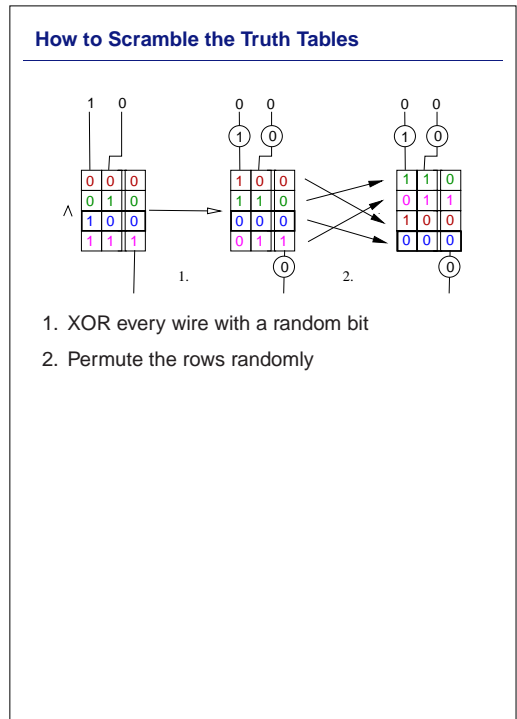 How to Scramble the Truth Tables
1 0 0 0 0 0
1 0 1 0
0 0 0 1 0 0 1 1 0
0 1 0 1 1 0 0 1 1
∧ 1 0 0 0 0 0 1 0 0
1 1 1 0 1 1 0 0 0
0 0
1. 2.
1. XOR every wire with a random bit
2. Permute the rows randomly